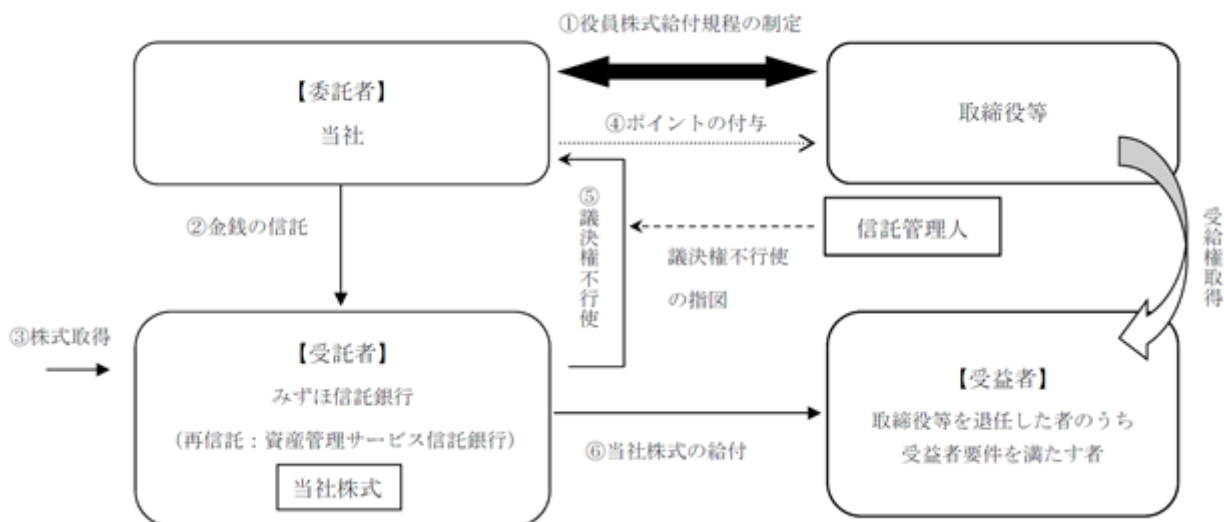 ①役員株式給付規程の制定
【委託者】
当社
取締役等
④ポイントの付与
②金銭の信託
⑤議決権不行使
信託管理人
議決権不行使
の指図
受給権取得
③株式取得
【受託者】
みずほ信託銀行
(再信託：資産管理サービス信託銀行)
当社株式
⑥当社株式の給付
【受益者】
取締役等を退任した者のうち
受益者要件を満たす者